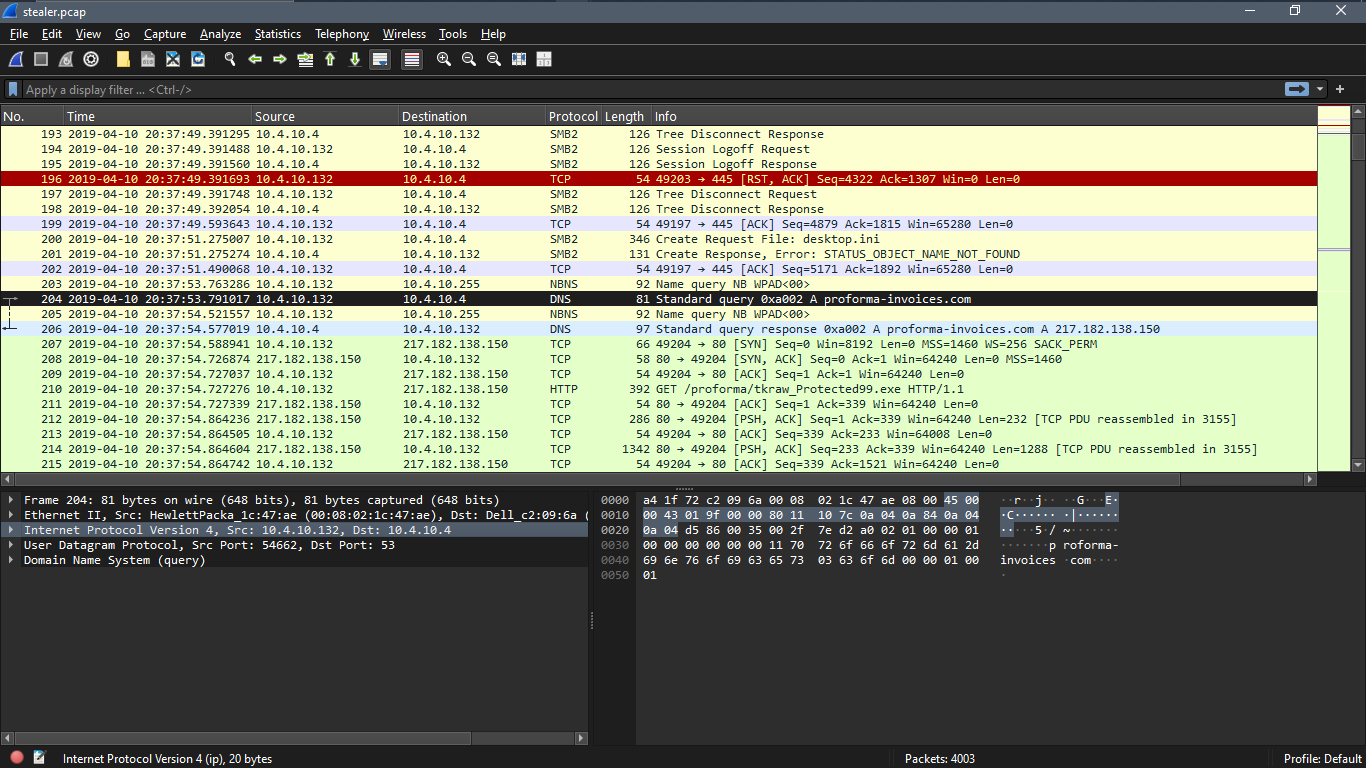 stealer.pcap
File Edit View Go Capture Analyze Statistics Telephony Wireless Tools Help
Apply a display filter ... <Ctrl-/>
No. Time Source Destination Protocol Length Info
193 2019-04-10 20:37:49.391295 10.4.10.4 10.4.10.132 SMB2 126 Tree Disconnect Response
194 2019-04-10 20:37:49.391488 10.4.10.132 10.4.10.4 SMB2 126 Session Logoff Request
195 2019-04-10 20:37:49.391560 10.4.10.4 10.4.10.132 SMB2 126 Session Logoff Response
196 2019-04-10 20:37:49.391693 10.4.10.132 10.4.10.4 TCP 54 49203 → 445 [RST, ACK] Seq=4322 Ack=1307 Win=0 Len=0
197 2019-04-10 20:37:49.391748 10.4.10.132 10.4.10.4 SMB2 126 Tree Disconnect Request
198 2019-04-10 20:37:49.392054 10.4.10.4 10.4.10.132 SMB2 126 Tree Disconnect Response
199 2019-04-10 20:37:49.593643 10.4.10.132 10.4.10.4 TCP 54 49197 → 445 [ACK] Seq=4879 Ack=1815 Win=65280 Len=0
200 2019-04-10 20:37:51.275007 10.4.10.132 10.4.10.4 SMB2 346 Create Request File: desktop.ini
201 2019-04-10 20:37:51.275274 10.4.10.4 10.4.10.132 SMB2 131 Create Response, Error: STATUS_OBJECT_NAME_NOT_FOUND
202 2019-04-10 20:37:51.490068 10.4.10.132 10.4.10.4 TCP 54 49197 → 445 [ACK] Seq=5171 Ack=1892 Win=65280 Len=0
203 2019-04-10 20:37:53.763286 10.4.10.132 10.4.10.255 NBNS 92 Name query NB WPAD<00>
204 2019-04-10 20:37:53.791017 10.4.10.132 10.4.10.4 DNS 81 Standard query 0xa002 A proforma-invoices.com
205 2019-04-10 20:37:54.521557 10.4.10.132 10.4.10.255 NBNS 92 Name query NB WPAD<00>
206 2019-04-10 20:37:54.577019 10.4.10.4 10.4.10.132 DNS 97 Standard query response 0xa002 A proforma-invoices.com A 217.182.138.150
207 2019-04-10 20:37:54.588941 10.4.10.132 217.182.138.150 TCP 66 49204 → 80 [SYN] Seq=0 Win=8192 Len=0 MSS=1460 WS=256 SACK_PERM
208 2019-04-10 20:37:54.726874 217.182.138.150 10.4.10.132 TCP 58 80 → 49204 [SYN, ACK] Seq=0 Ack=1 Win=64240 Len=0 MSS=1460
209 2019-04-10 20:37:54.727037 10.4.10.132 217.182.138.150 TCP 54 49204 → 80 [ACK] Seq=1 Ack=1 Win=64240 Len=0
210 2019-04-10 20:37:54.727276 10.4.10.132 217.182.138.150 HTTP 392 GET /proforma/tkraw_Protected99.exe HTTP/1.1
211 2019-04-10 20:37:54.727339 217.182.138.150 10.4.10.132 TCP 54 80 → 49204 [ACK] Seq=1 Ack=339 Win=64240 Len=0
212 2019-04-10 20:37:54.864236 217.182.138.150 10.4.10.132 TCP 286 80 → 49204 [PSH, ACK] Seq=1 Ack=339 Win=64240 Len=232 [TCP PDU reassembled in 3155]
213 2019-04-10 20:37:54.864505 10.4.10.132 217.182.138.150 TCP 54 49204 → 80 [ACK] Seq=339 Ack=233 Win=64008 Len=0
214 2019-04-10 20:37:54.864604 217.182.138.150 10.4.10.132 TCP 1342 80 → 49204 [PSH, ACK] Seq=233 Ack=339 Win=64240 Len=1288 [TCP PDU reassembled in 3155]
215 2019-04-10 20:37:54.864742 10.4.10.132 217.182.138.150 TCP 54 49204 → 80 [ACK] Seq=339 Ack=1521 Win=64240 Len=0
Frame 204: 81 bytes on wire (648 bits), 81 bytes captured (648 bits)
Ethernet II, Src: HewlettPacka_1c:47:ae (00:08:02:1c:47:ae), Dst: Dell_c2:09:6a (
Internet Protocol Version 4, Src: 10.4.10.132, Dst: 10.4.10.4
User Datagram Protocol, Src Port: 54662, Dst Port: 53
Domain Name System (query)
0000 a4 1f 72 c2 09 6a 00 08 02 1c 47 ae 08 00 45 00 ··r··j·· ··G···E·
0010 00 43 01 9f 00 00 80 11 10 7c 0a 04 0a 84 0a 04 ·C······ ·|······
0020 0a 04 d5 86 00 35 00 2f 7e d2 a0 02 01 00 00 01 ·····5·/ ~·······
0030 00 00 00 00 00 00 11 70 72 6f 66 6f 72 6d 61 2d ·······p roforma-
0040 69 6e 76 6f 69 63 65 73 03 63 6f 6d 00 00 01 00 invoices ·com····
0050 01 ·
Internet Protocol Version 4 (ip), 20 bytes Packets: 4003 Profile: Default